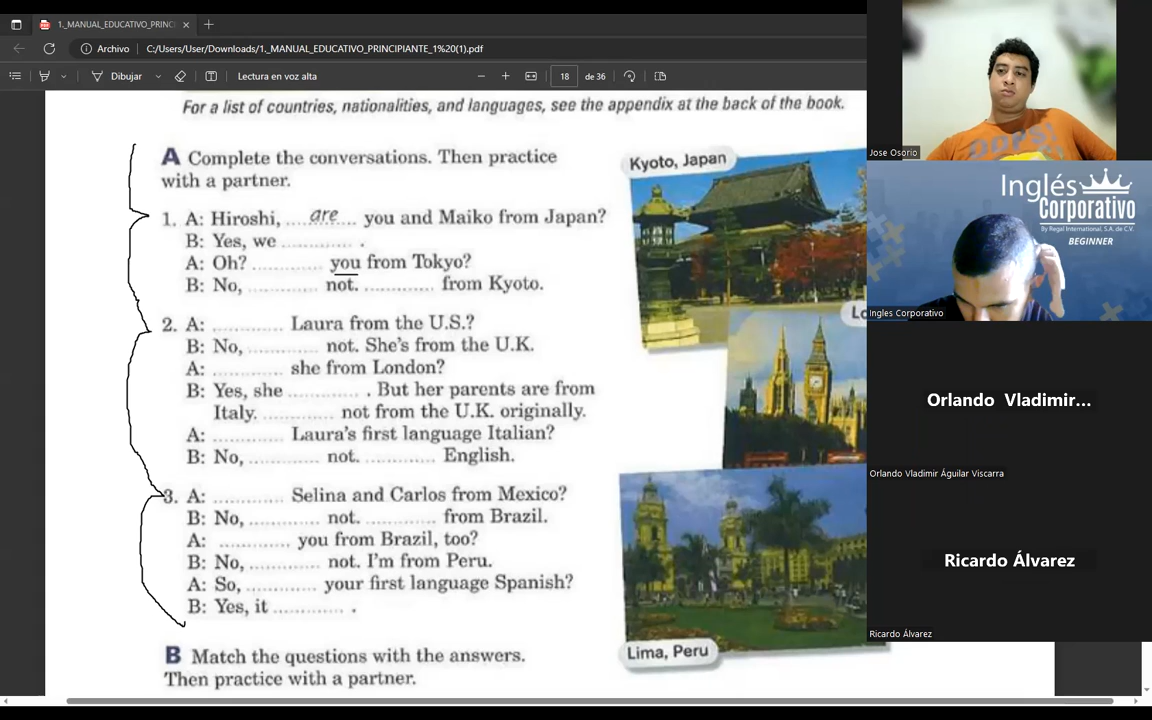 1._MANUAL_EDUCATIVO_PRINC
Archivo
C:/Users/User/Downloads/1._MANUAL_EDUCATIVO_PRINCIPIANTE_1%20(1).pdf
Dibujar
Lectura en voz alta
18
de 36
For a list of countries, nationalities, and languages, see the appendix at the back of the book.
A Complete the conversations. Then practice
with a partner.
1. A: Hiroshi, ....are.... you and Maiko from Japan?
B: Yes, we ............ .
A: Oh? ............ you from Tokyo?
B: No, ............ not. ............ from Kyoto.
2. A: ............ Laura from the U.S.?
B: No, ............ not. She's from the U.K.
A: ............ she from London?
B: Yes, she ............ . But her parents are from
Italy. ............ not from the U.K. originally.
A: ............ Laura's first language Italian?
B: No, ............ not. ............ English.
3. A: ............ Selina and Carlos from Mexico?
B: No, ............ not. ............ from Brazil.
A: ............ you from Brazil, too?
B: No, ............ not. I'm from Peru.
A: So, ............ your first language Spanish?
B: Yes, it ............ .
B Match the questions with the answers.
Then practice with a partner.
Kyoto, Japan
Lo
Lima, Peru
Jose Osorio
Inglés
Corporativo
By Regal International, S.A. de C.V.
BEGINNER
Ingles Corporativo
Orlando Vladimir...
Orlando Vladimir Águilar Viscarra
Ricardo Álvarez
Ricardo Álvarez